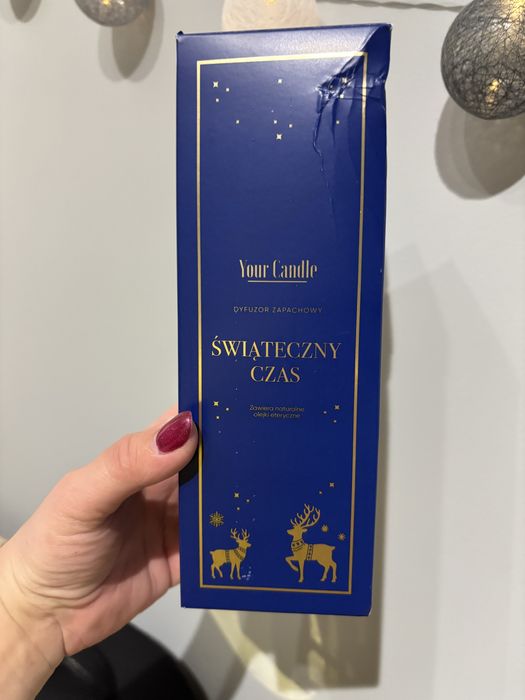 Your Candle
DYFUZOR ZAPACHOWY
ŚWIĄTECZNY
CZAS
Zawiera naturalne
olejki eteryczne